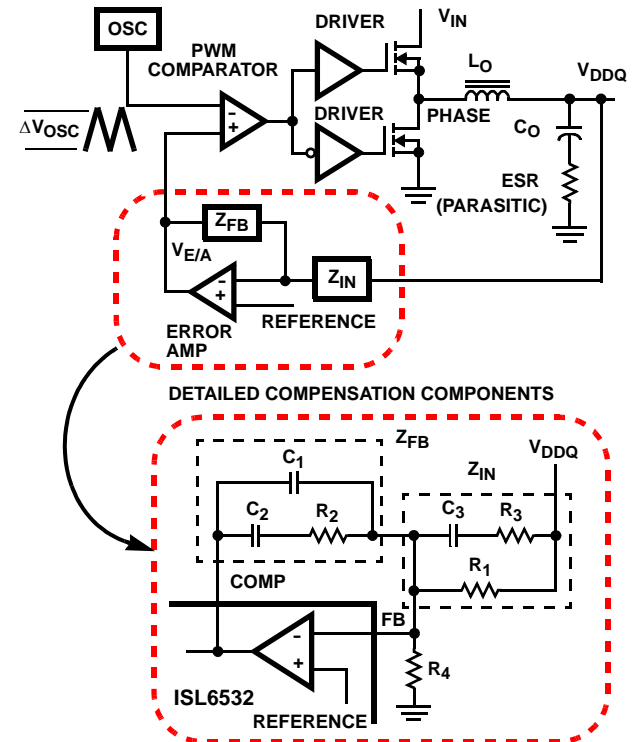 OSC
DRIVER
V_IN
PWM
COMPARATOR
L_O
V_DDQ
DRIVER
ΔV_OSC
-
+
PHASE
C_O
ESR
(PARASITIC)
Z_FB
V_E/A
-
+
Z_IN
REFERENCE
ERROR
AMP
DETAILED COMPENSATION COMPONENTS
Z_FB
V_DDQ
C_1
Z_IN
C_2
R_2
C_3
R_3
R_1
COMP
FB
-
+
R_4
ISL6532
REFERENCE